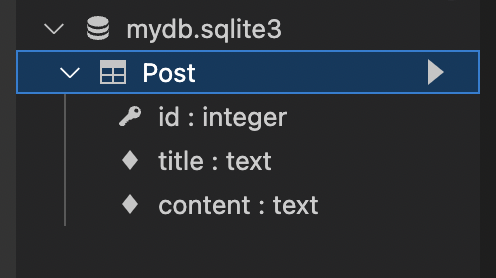 mydb.sqlite3
Post
id : integer
title : text
content : text